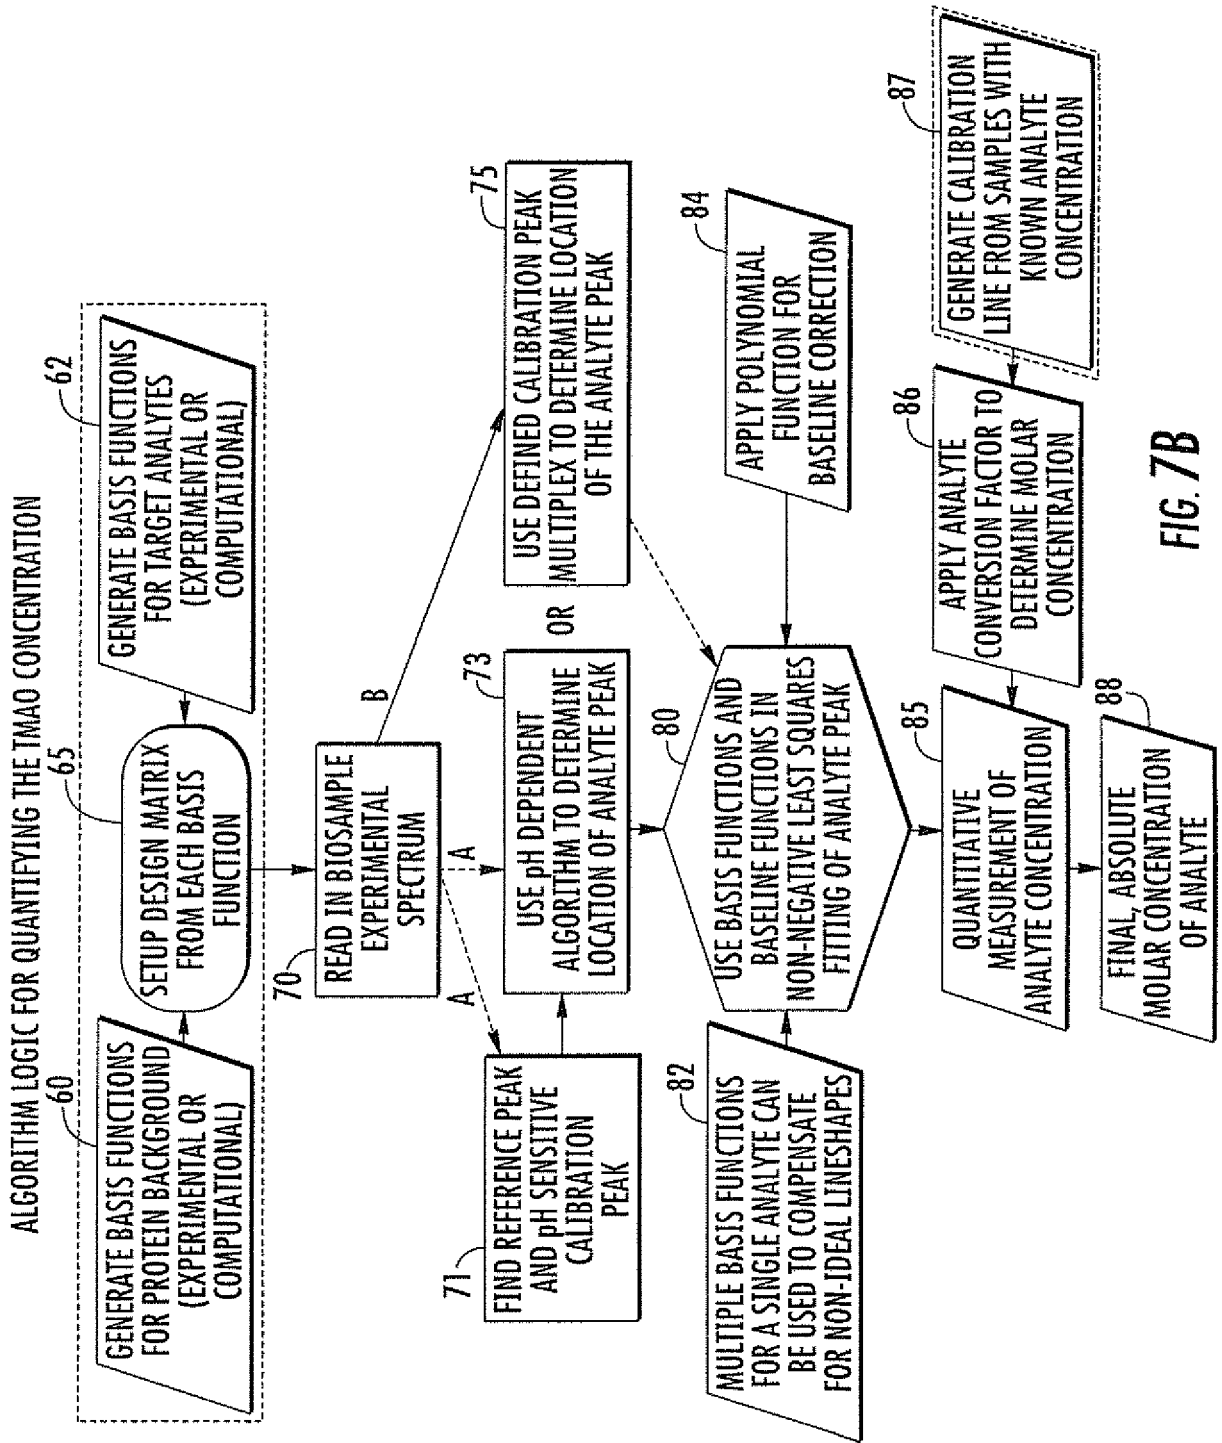 ALGORITHM LOGIC FOR QUANTIFYING THE TMAO CONCENTRATION
60
GENERATE BASIS FUNCTIONS
FOR PROTEIN BACKGROUND
(EXPERIMENTAL OR
COMPUTATIONAL)
65
SETUP DESIGN MATRIX
FROM EACH BASIS
FUNCTION
62
GENERATE BASIS FUNCTIONS
FOR TARGET ANALYTES
(EXPERIMENTAL OR
COMPUTATIONAL)
70
READ IN BIOSAMPLE
EXPERIMENTAL
SPECTRUM
A
A
B
71
FIND REFERENCE PEAK
AND pH SENSITIVE
CALIBRATION
PEAK
73
USE pH DEPENDENT
ALGORITHM TO DETERMINE
LOCATION OF ANALYTE PEAK
OR
75
USE DEFINED CALIBRATION PEAK
MULTIPLEX TO DETERMINE LOCATION
OF THE ANALYTE PEAK
82
MULTIPLE BASIS FUNCTIONS
FOR A SINGLE ANALYTE CAN
BE USED TO COMPENSATE
FOR NON-IDEAL LINESHAPES
80
USE BASIS FUNCTIONS AND
BASELINE FUNCTIONS IN
NON-NEGATIVE LEAST SQUARES
FITTING OF ANALYTE PEAK
84
APPLY POLYNOMIAL
FUNCTION FOR
BASELINE CORRECTION
85
QUANTITATIVE
MEASUREMENT OF
ANALYTE CONCENTRATION
86
APPLY ANALYTE
CONVERSION FACTOR TO
DETERMINE MOLAR
CONCENTRATION
87
GENERATE CALIBRATION
LINE FROM SAMPLES WITH
KNOWN ANALYTE
CONCENTRATION
88
FINAL, ABSOLUTE
MOLAR CONCENTRATION
OF ANALYTE
FIG. 7B